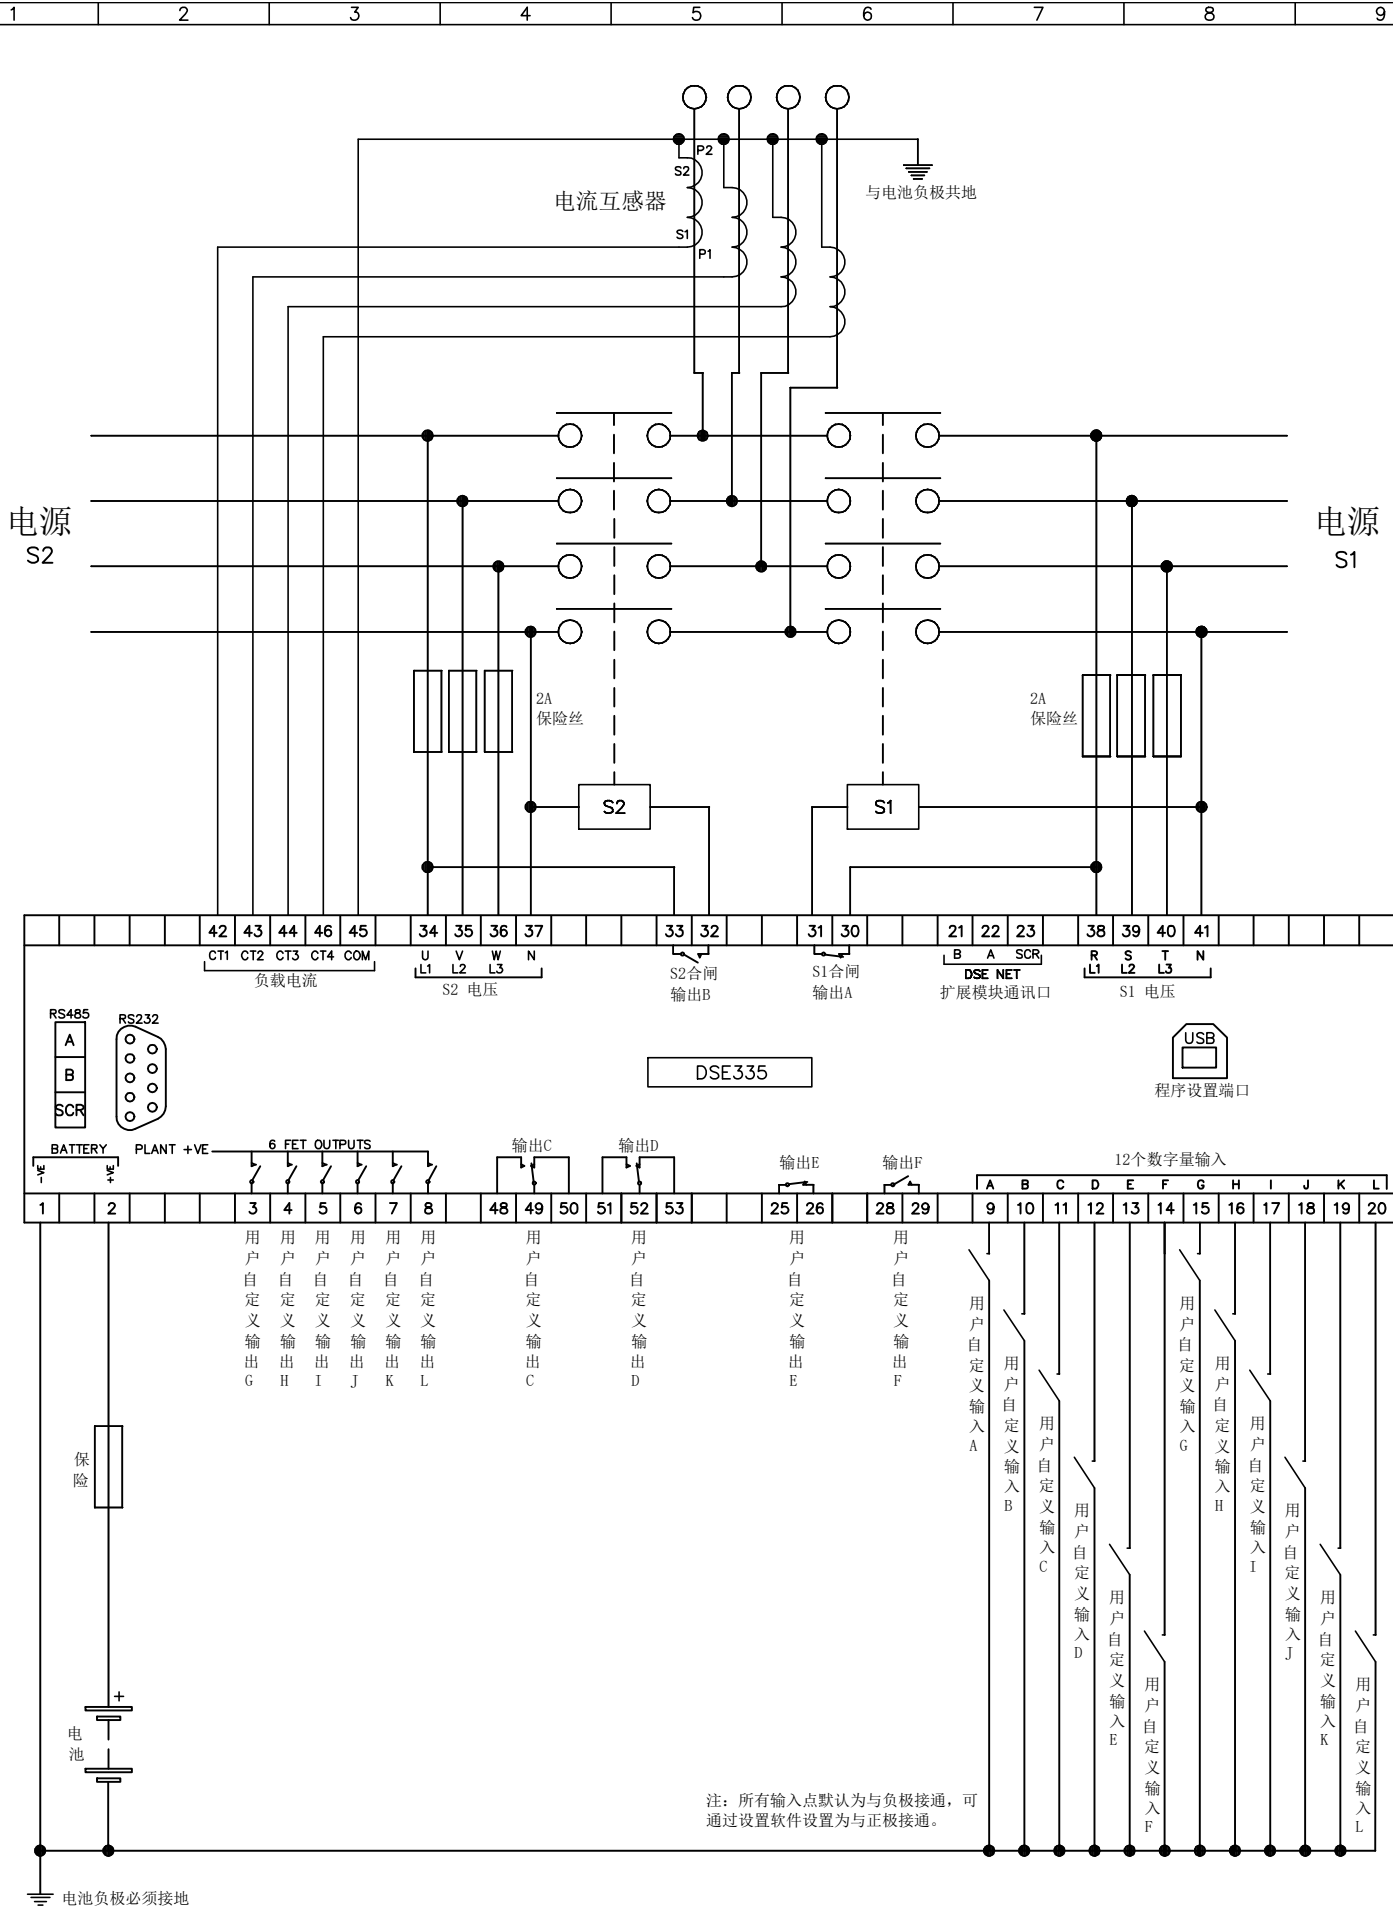 1 2 3 4 5 6 7 8 9
P2
S2
电流互感器
S1
P1
与电池负极共地
电源
S2
电源
S1
2A
保险丝
2A
保险丝
S2
S1
42 43 44 46 45 34 35 36 37 33 32 31 30 21 22 23 38 39 40 41
CT1 CT2 CT3 CT4 COM U V W N B A SCR R S T N
L1 L2 L3 L1 L2 L3
负载电流
S2 电压
S2合闸
输出B
S1合闸
输出A
DSE NET
扩展模块通讯口
S1 电压
RS485
A
B
SCR
RS232
DSE335
USB
程序设置端口
BATTERY
-VE
+VE
PLANT +VE
6 FET OUTPUTS
输出C
输出D
输出E
输出F
12个数字量输入
A B C D E F G H I J K L
1 2 3 4 5 6 7 8 48 49 50 51 52 53 25 26 28 29 9 10 11 12 13 14 15 16 17 18 19 20
用户自定义输出G
用户自定义输出H
用户自定义输出I
用户自定义输出J
用户自定义输出K
用户自定义输出L
用户自定义输出C
用户自定义输出D
用户自定义输出E
用户自定义输出F
用户自定义输入A
用户自定义输入B
用户自定义输入C
用户自定义输入D
用户自定义输入E
用户自定义输入F
用户自定义输入G
用户自定义输入H
用户自定义输入I
用户自定义输入J
用户自定义输入K
用户自定义输入L
保险
+
电池
注：所有输入点默认为与负极接通，可
通过设置软件设置为与正极接通。
电池负极必须接地